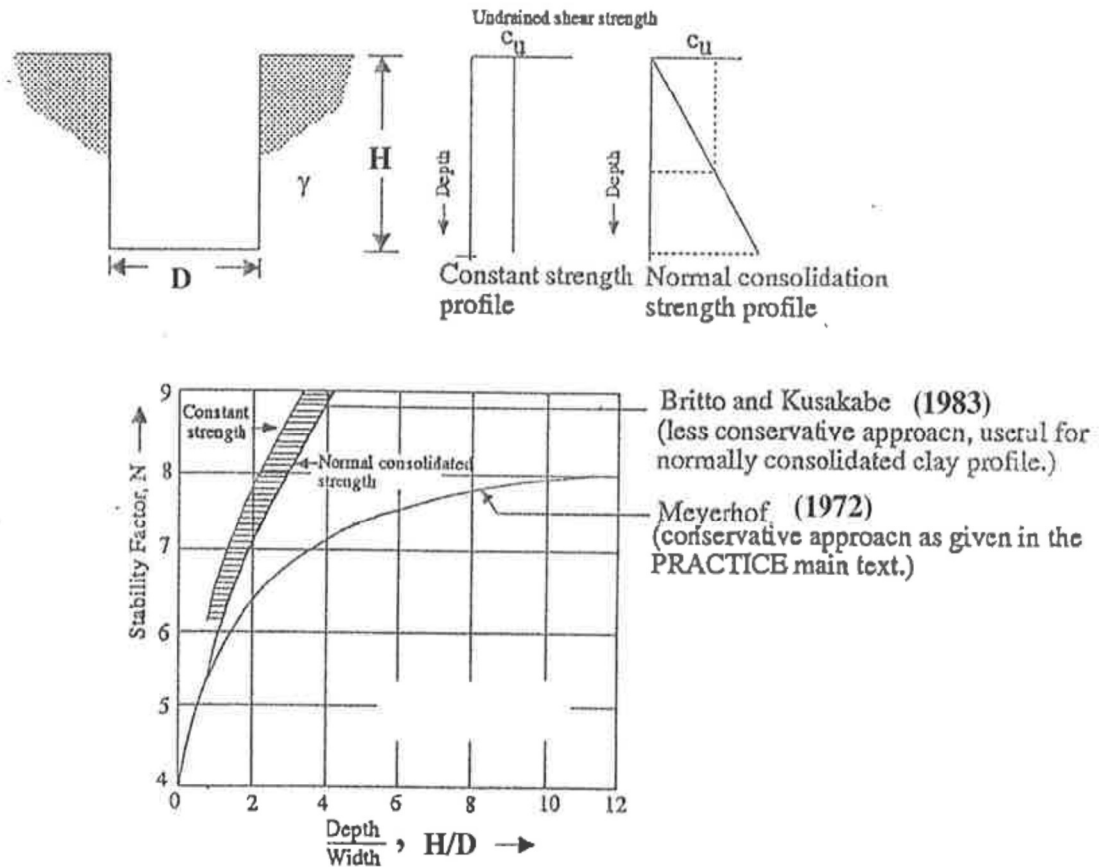 Undrained shear strength
cu
cu
H
γ
Depth
Depth
D
Constant strength
profile
Normal consolidation
strength profile
9
8
7
6
5
4
Stability Factor, N
Constant
strength
Normal consolidated
strength
Britto and Kusakabe (1983)
(less conservative approach, useful for
normally consolidated clay profile.)
Meyerhof (1972)
(conservative approach as given in the
PRACTICE main text.)
0 2 4 6 8 10 12
Depth
Width , H/D